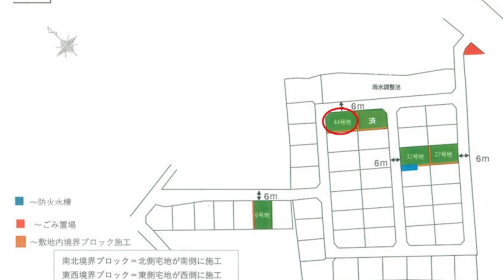 雨水調整池
6m
44号地
済
6m
32号地
27号地
6m
6m
6号地
〜防火水槽
〜ごみ置場
〜敷地内境界ブロック施工
南北境界ブロック=北側宅地が南側に施工
東西境界ブロック=東側宅地が西側に施工